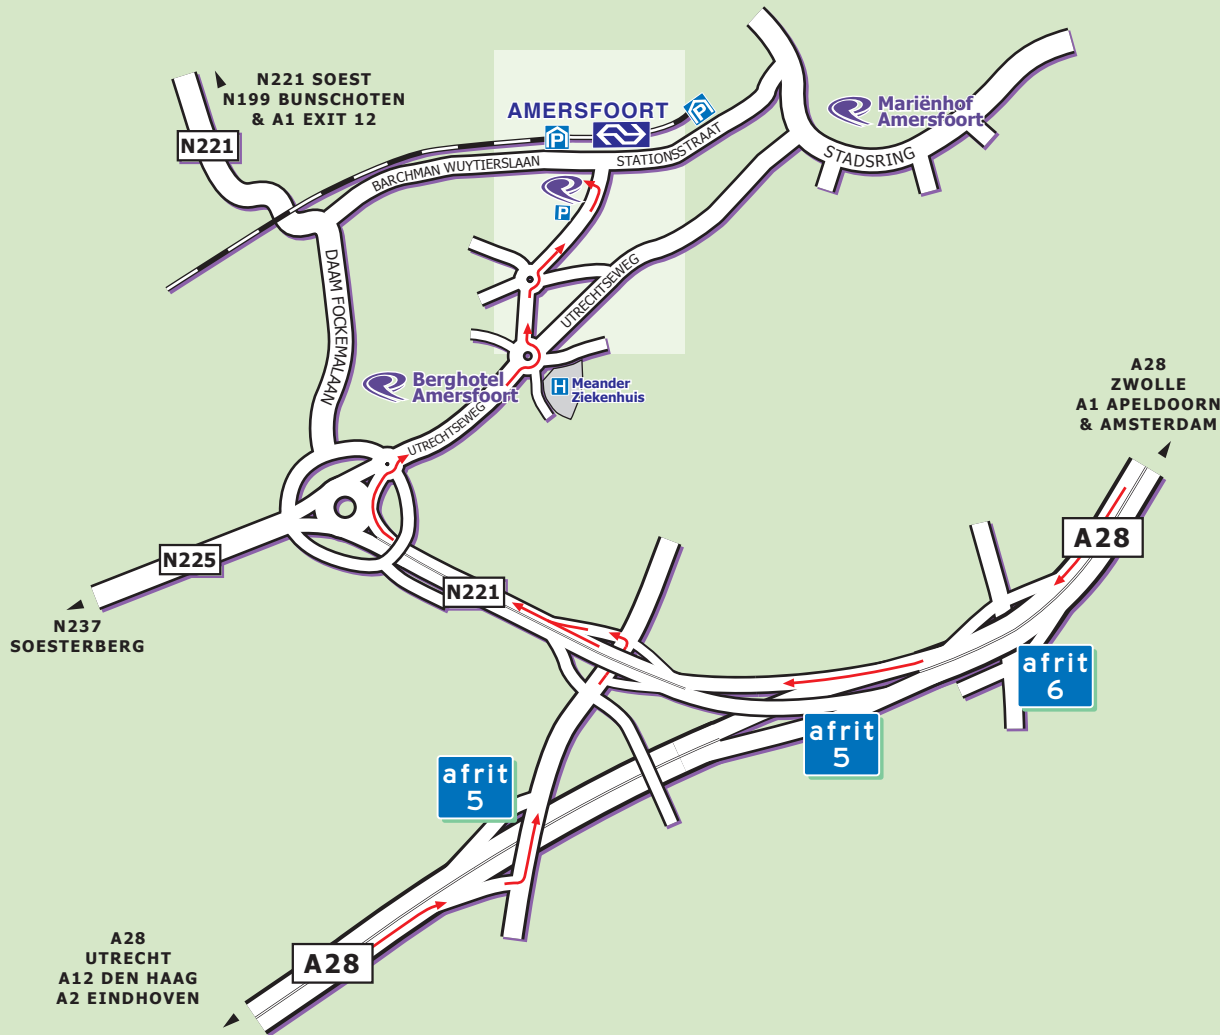 N221 SOEST
N199 BUNSCHOTEN
& A1 EXIT 12
N221
AMERSFOORT
P
P
Mariënhof
Amersfoort
STADSRING
STATIONSSTRAAT
BARCHMAN WUYTIERSLAAN
P
DAAM FOCKEMALAAN
UTRECHTSEWEG
Berghotel
Amersfoort
H
Meander
Ziekenhuis
UTRECHTSEWEG
A28
ZWOLLE
A1 APELDOORN
& AMSTERDAM
A28
N225
N221
N237
SOESTERBERG
afrit
6
afrit
5
afrit
5
A28
UTRECHT
A12 DEN HAAG
A2 EINDHOVEN
A28